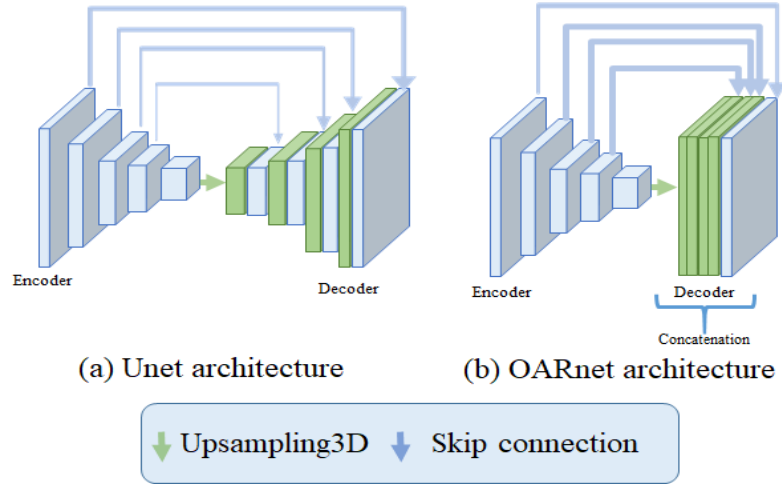 Encoder
Decoder
Encoder
Decoder
Concatenation
(a) Unet architecture
(b) OARnet architecture
Upsampling3D
Skip connection